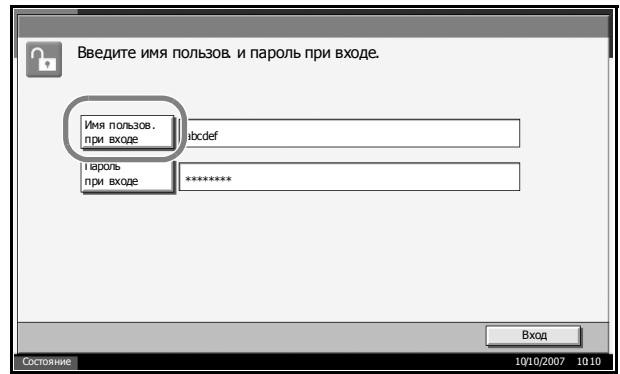 Введите имя пользов. и пароль при входе.
Имя пользов.
при входе
abcdef
Пароль
при входе
********
Вход
Состояние
10/10/2007 10:10